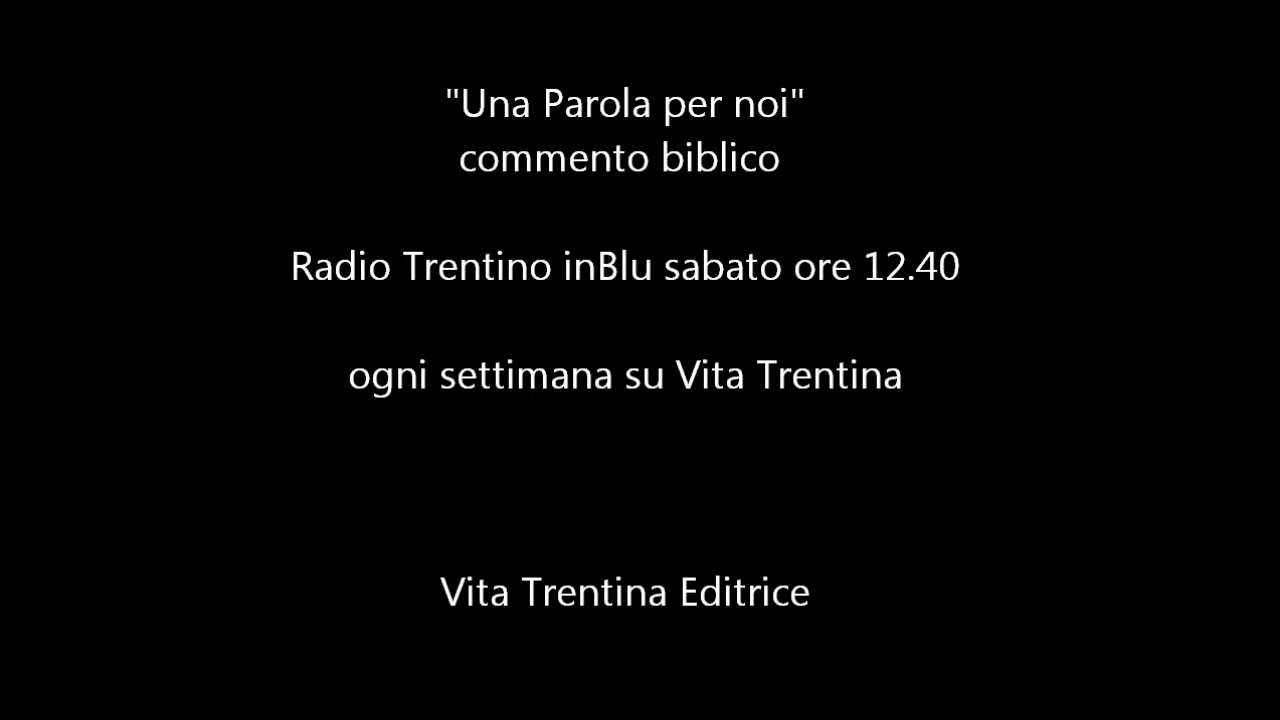 "Una Parola per noi"
commento biblico
Radio Trentino inBlu sabato ore 12.40
ogni settimana su Vita Trentina
Vita Trentina Editrice